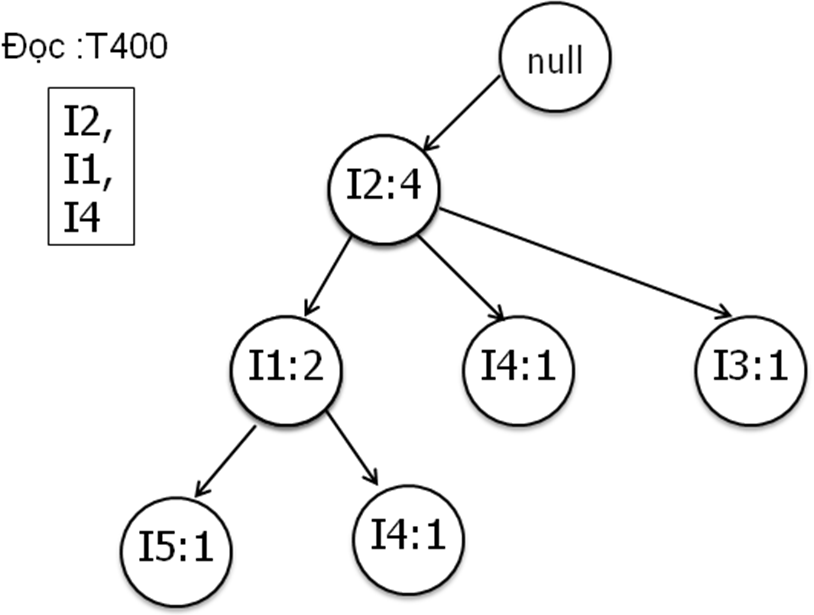 Đọc :T400
I2,
I1,
I4
null
I2:4
I1:2
I4:1
I3:1
I5:1
I4:1